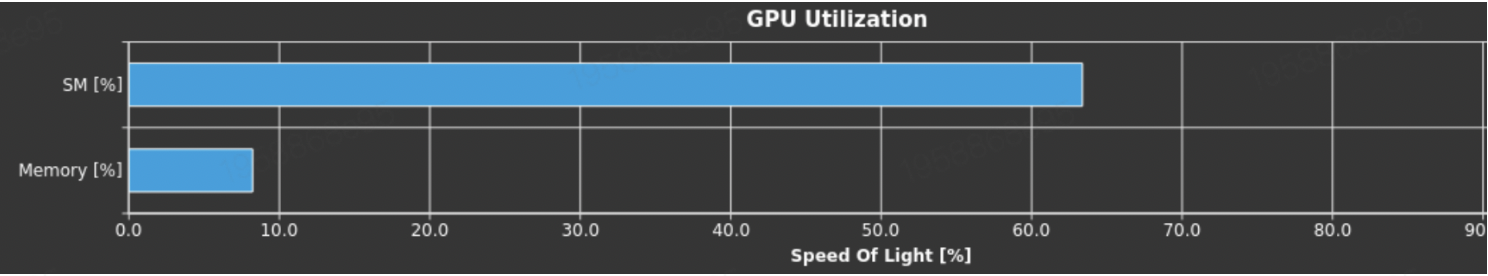 GPU Utilization
SM [%]
Memory [%]
0.0 10.0 20.0 30.0 40.0 50.0 60.0 70.0 80.0 90
Speed Of Light [%]